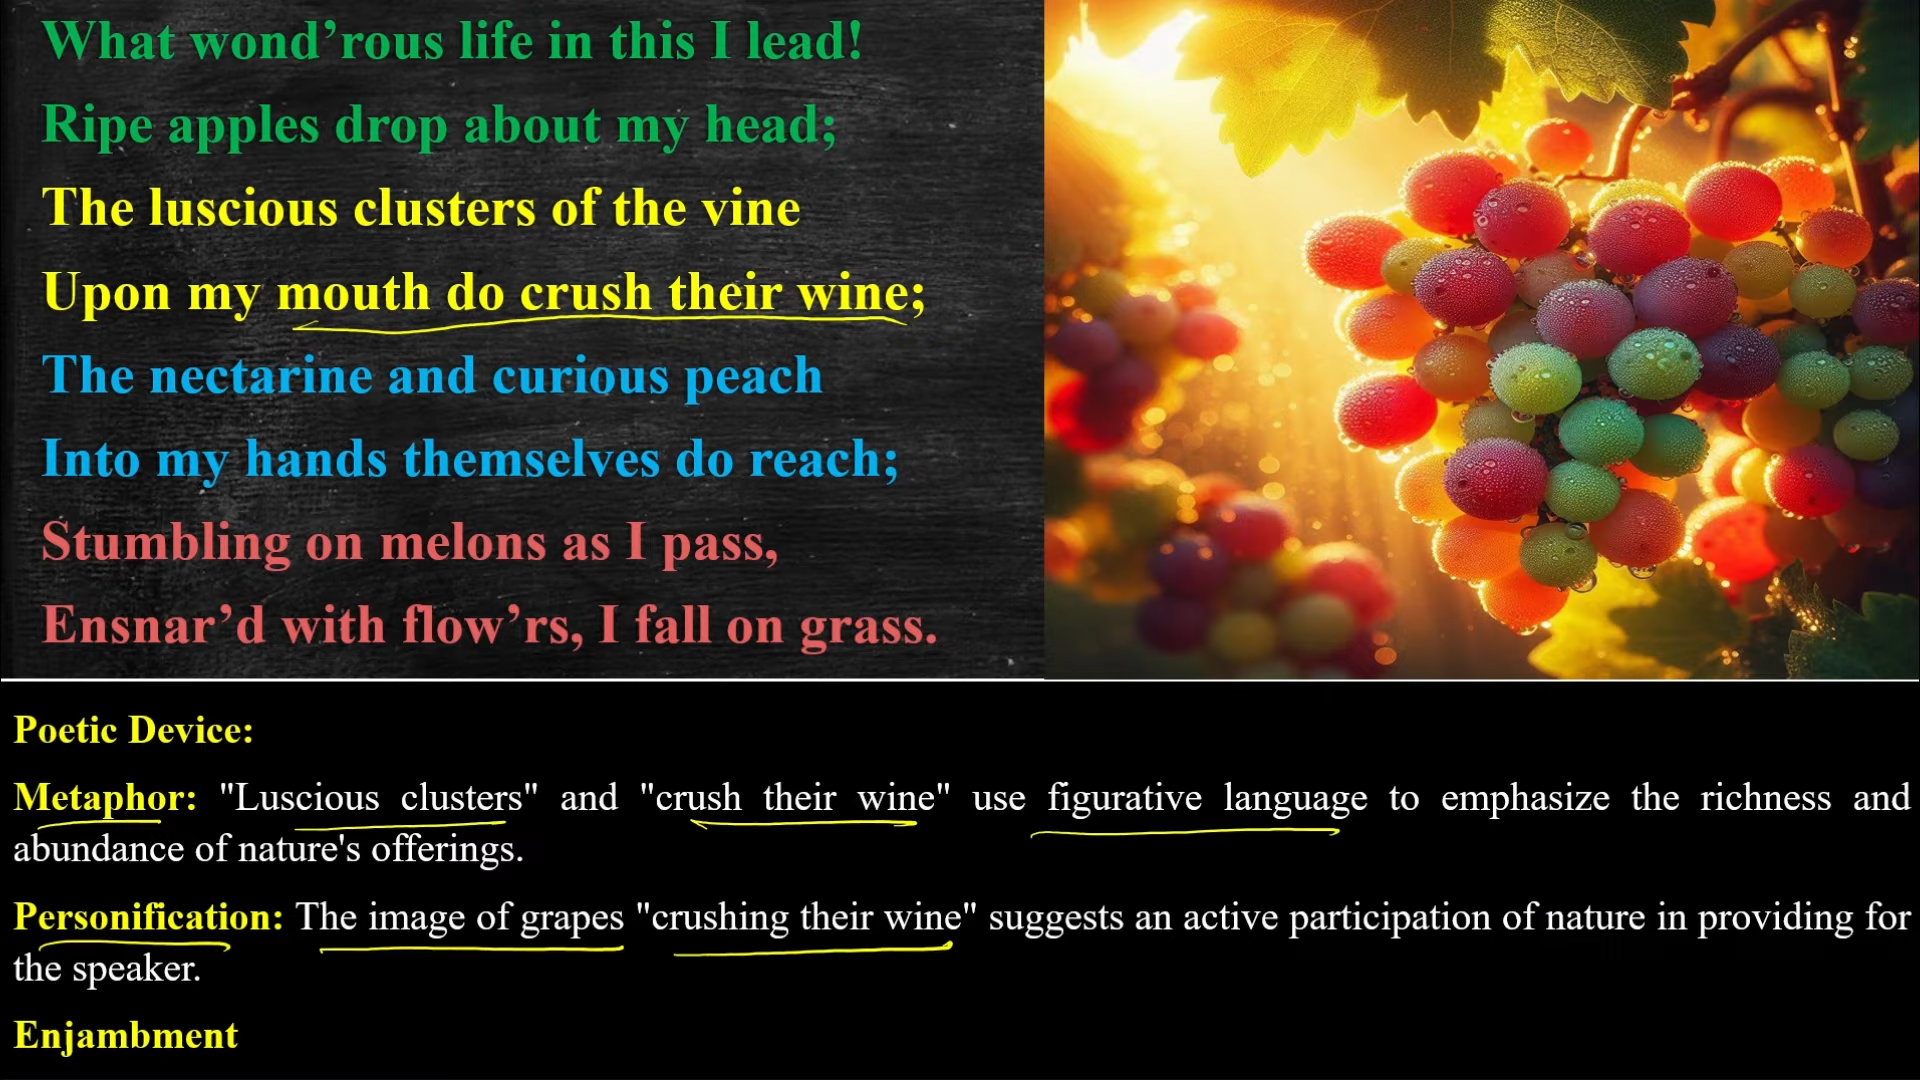 What wond’rous life in this I lead!
Ripe apples drop about my head;
The luscious clusters of the vine
Upon my mouth do crush their wine;
The nectarine and curious peach
Into my hands themselves do reach;
Stumbling on melons as I pass,
Ensnar’d with flow’rs, I fall on grass.
Poetic Device:
Metaphor: "Luscious clusters" and "crush their wine" use figurative language to emphasize the richness and
abundance of nature's offerings.
Personification: The image of grapes "crushing their wine" suggests an active participation of nature in providing for
the speaker.
Enjambment